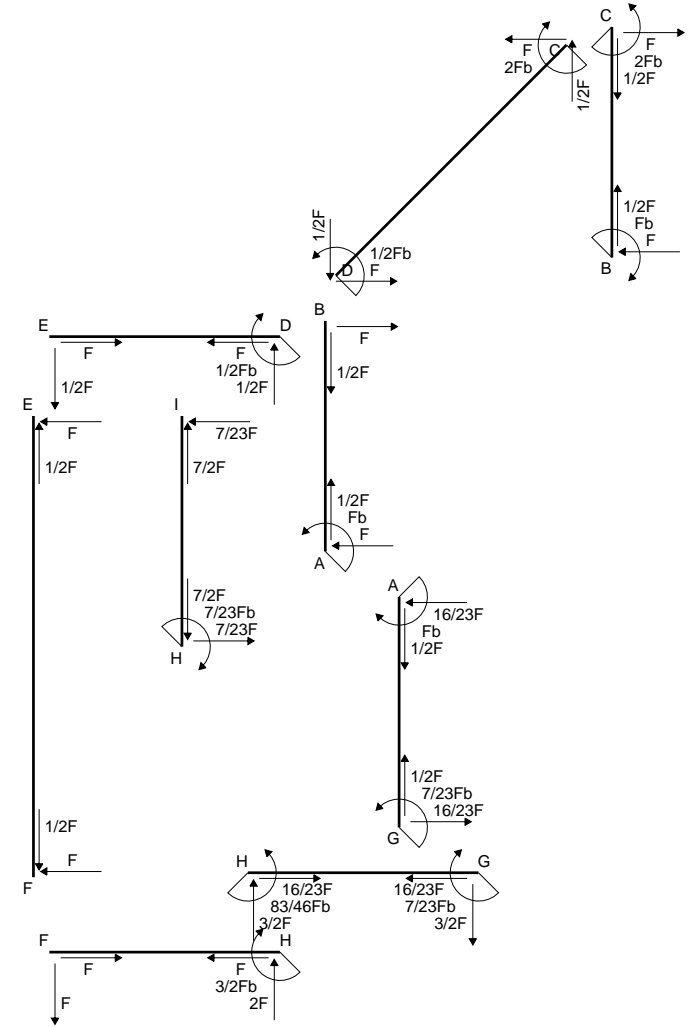 C
F
2Fb
1/2F
C
F
2Fb
1/2F
1/2F
Fb
F
B
1/2F
1/2Fb
D
F
E
D
F
F
1/2Fb
1/2F
1/2F
B
F
1/2F
1/2F
Fb
F
A
E
F
1/2F
1/2F
F
F
I
7/23F
7/2F
7/2F
7/23Fb
7/23F
H
A
16/23F
Fb
1/2F
1/2F
7/23Fb
16/23F
G
H
G
16/23F
83/46Fb
3/2F
16/23F
7/23Fb
3/2F
F
H
F
F
3/2Fb
2F
F